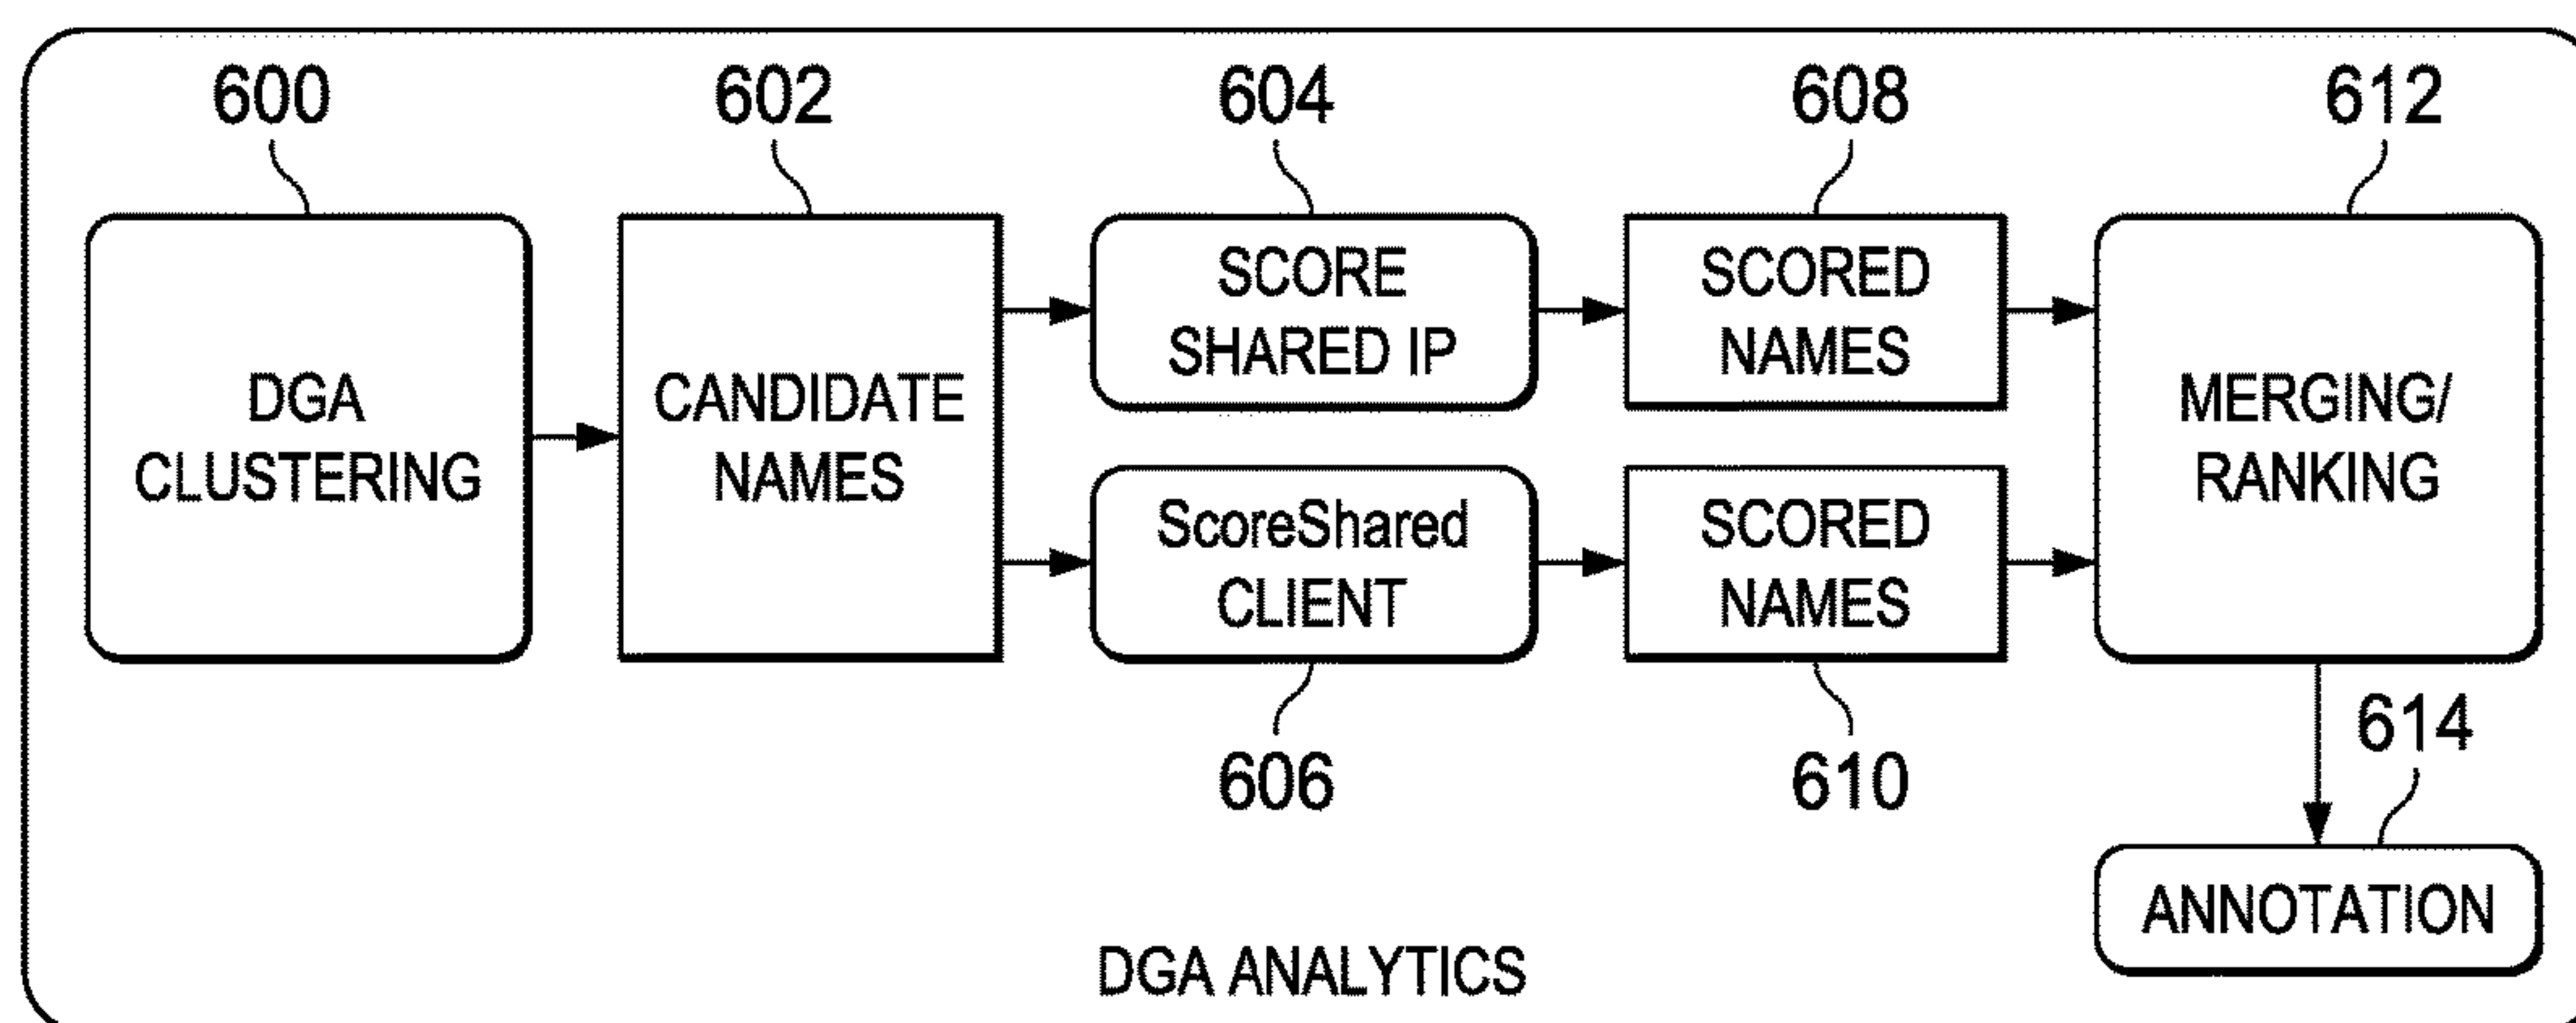 600
602
604
608
612
DGA
CLUSTERING
CANDIDATE
NAMES
SCORE
SHARED IP
SCORED
NAMES
MERGING/
RANKING
ScoreShared
CLIENT
SCORED
NAMES
606
610
614
ANNOTATION
DGA ANALYTICS